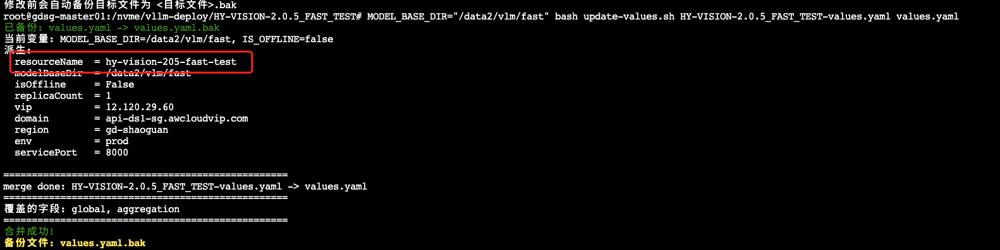 修改前会自动备份目标文件为 <目标文件>.bak
root@gdsg-master01:/nvme/vllm-deploy/HY-VISION-2.0.5_FAST_TEST# MODEL_BASE_DIR="/data2/vlm/fast" bash update-values.sh HY-VISION-2.0.5_FAST_TEST-values.yaml values.yaml
已备份: values.yaml -> values.yaml.bak
当前变量: MODEL_BASE_DIR=/data2/vlm/fast, IS_OFFLINE=false
派生:
resourceName = hy-vision-205-fast-test
modelBaseDir = /data2/vlm/fast
isOffline = False
replicaCount = 1
vip = 12.120.29.60
domain = api-ds1-sg.awcloudvip.com
region = gd-shaoguan
env = prod
servicePort = 8000
==================================================
merge done: HY-VISION-2.0.5_FAST_TEST-values.yaml -> values.yaml
==================================================
覆盖的字段: global, aggregation
==================================================
合并成功!
备份文件: values.yaml.bak